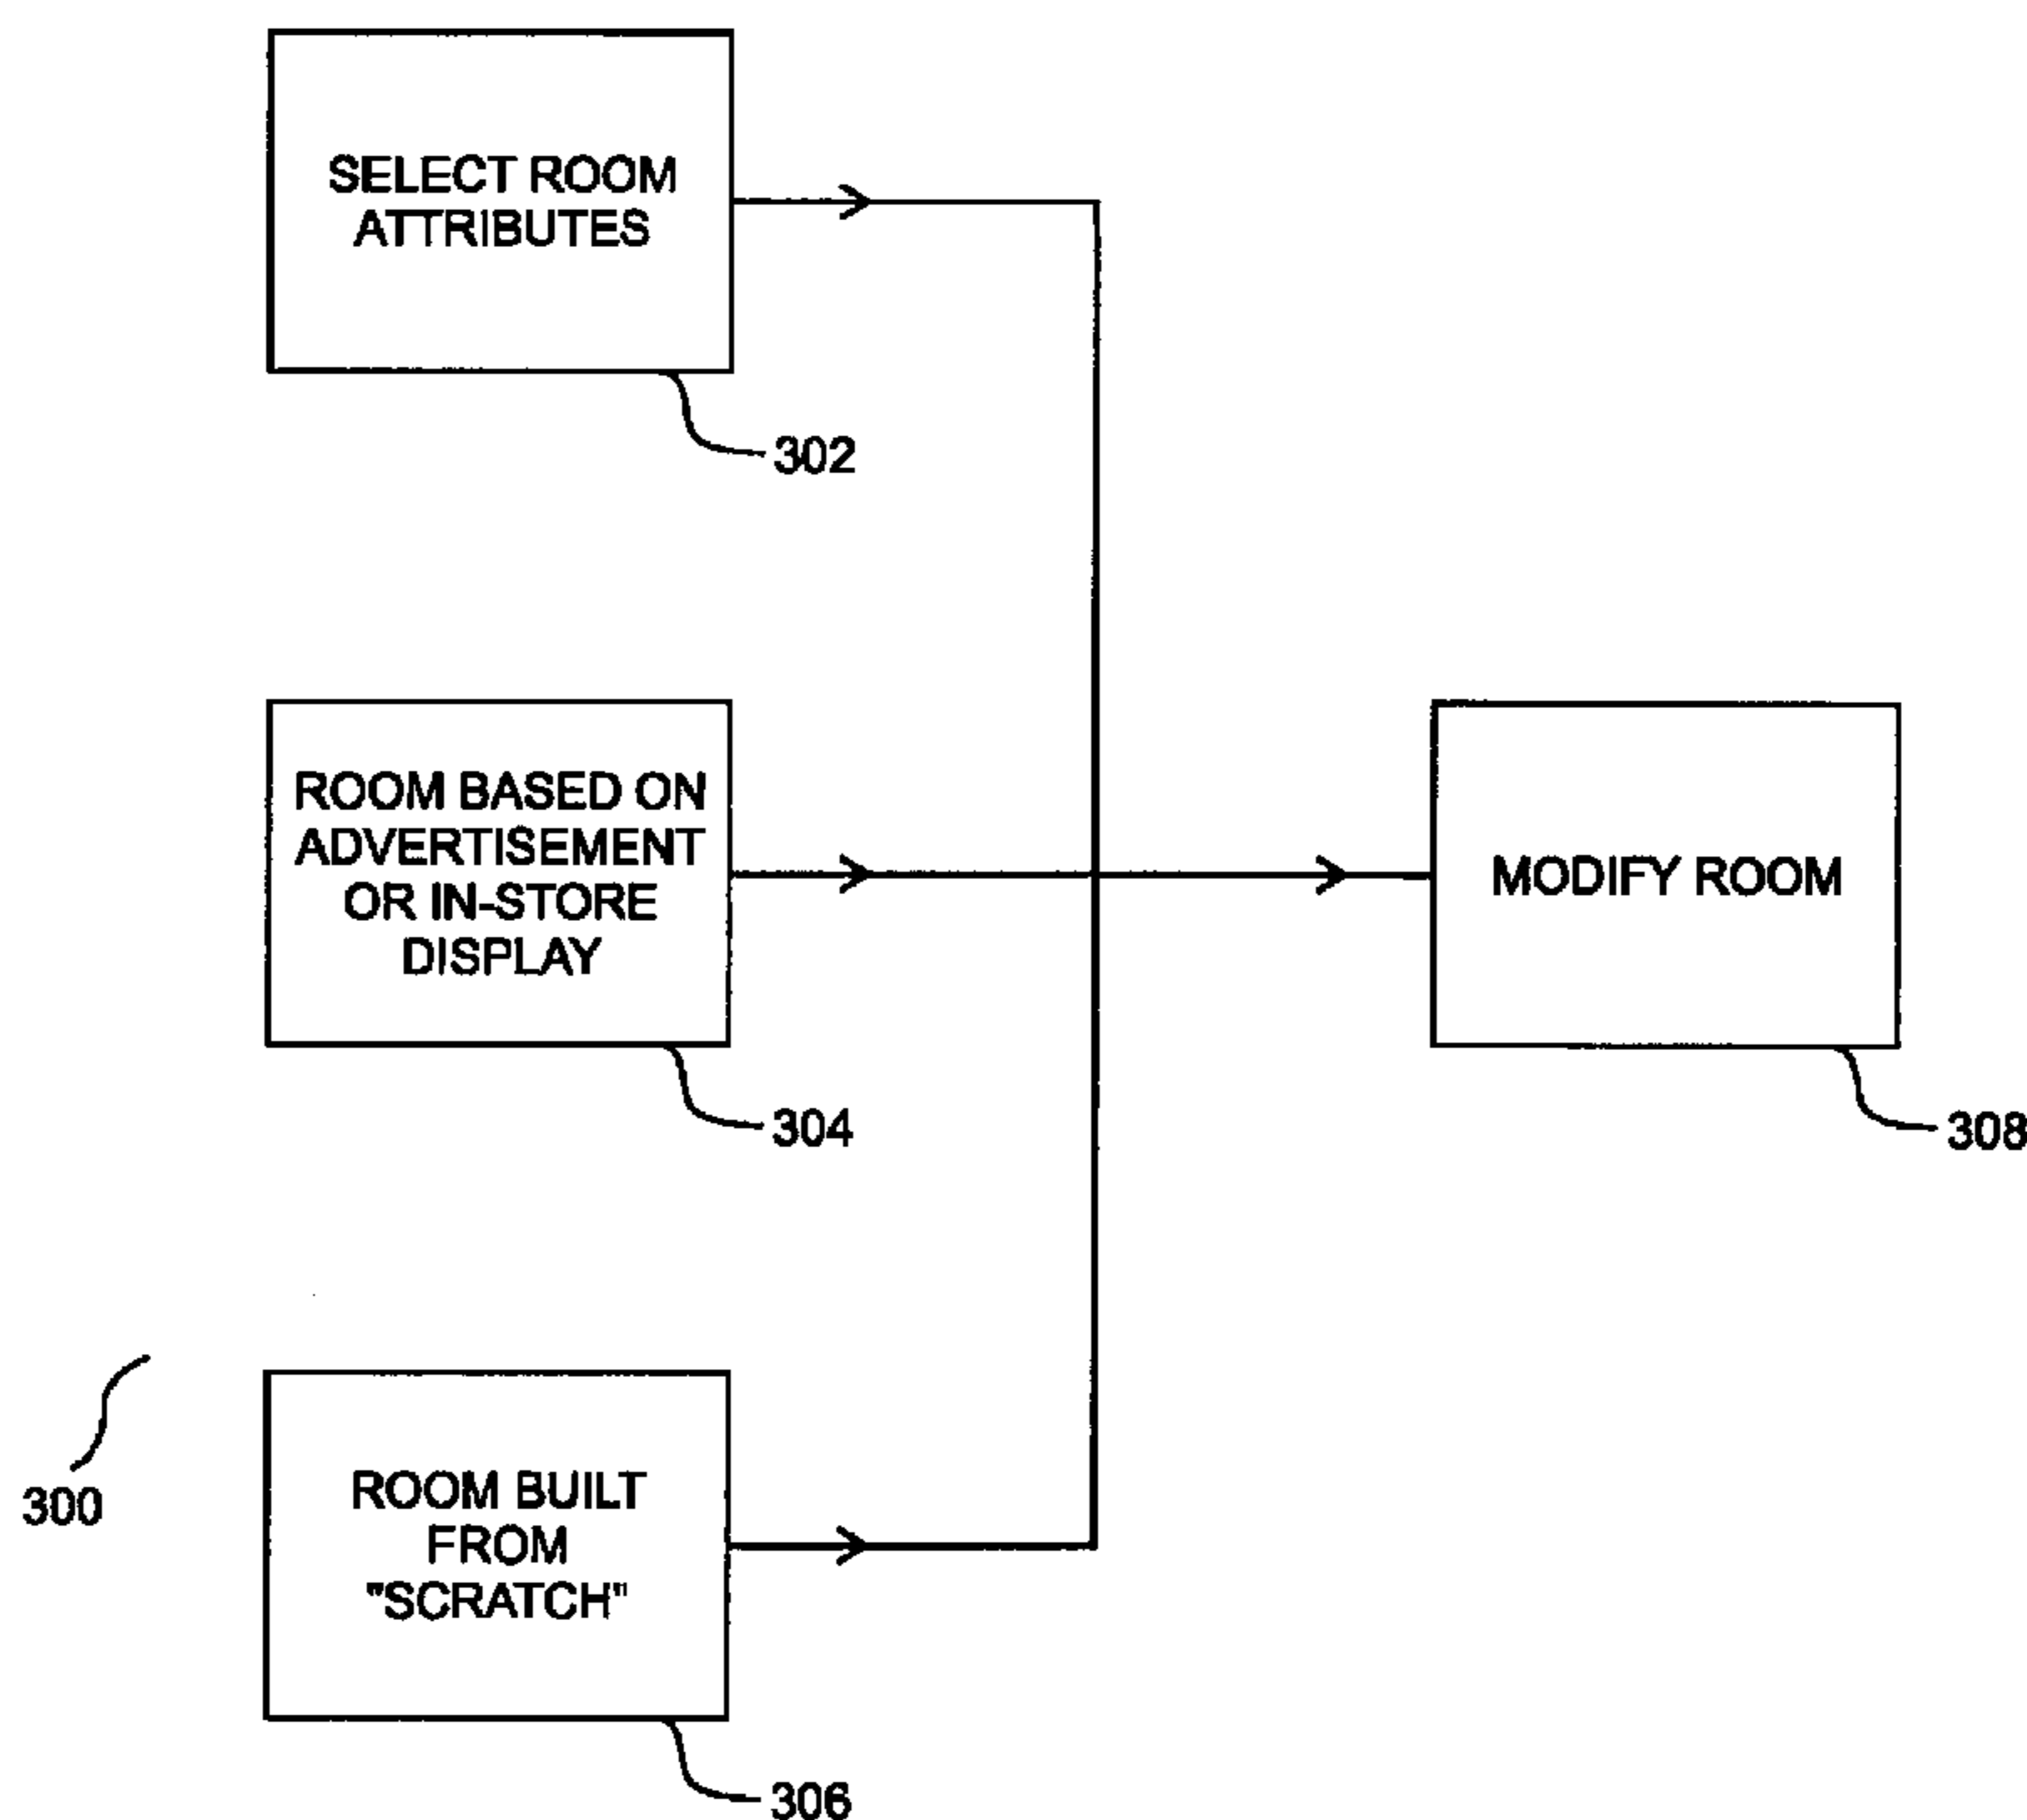 SELECT ROOM
ATTRIBUTES
302
ROOM BASED ON
ADVERTISEMENT
OR IN-STORE
DISPLAY
304
MODIFY ROOM
308
300
ROOM BUILT
FROM
"SCRATCH"
306